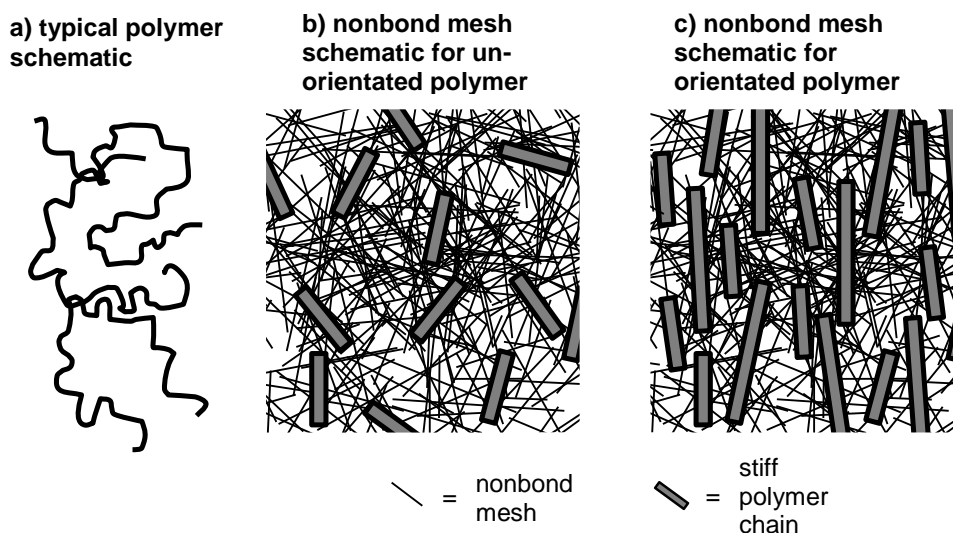 a) typical polymer
schematic
b) nonbond mesh
schematic for un-
orientated polymer
c) nonbond mesh
schematic for
orientated polymer
= nonbond
mesh
= stiff
polymer
chain